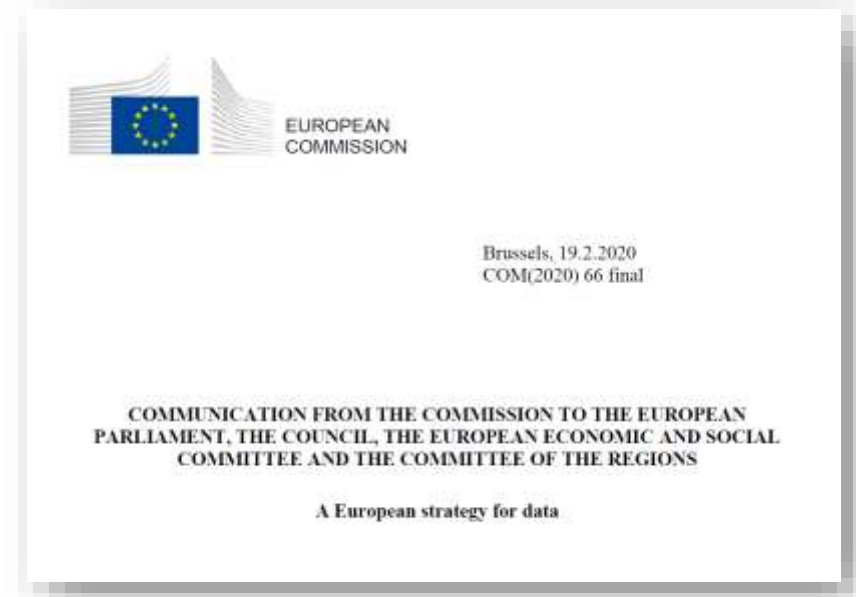 EUROPEAN
COMMISSION
Brussels, 19.2.2020
COM(2020) 66 final
COMMUNICATION FROM THE COMMISSION TO THE EUROPEAN
PARLIAMENT, THE COUNCIL, THE EUROPEAN ECONOMIC AND SOCIAL
COMMITTEE AND THE COMMITTEE OF THE REGIONS
A European strategy for data